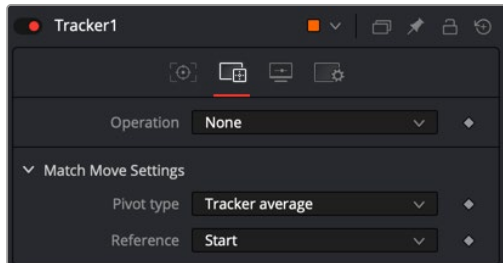 Tracker1
Operation None
Match Move Settings
Pivot type Tracker average
Reference Start